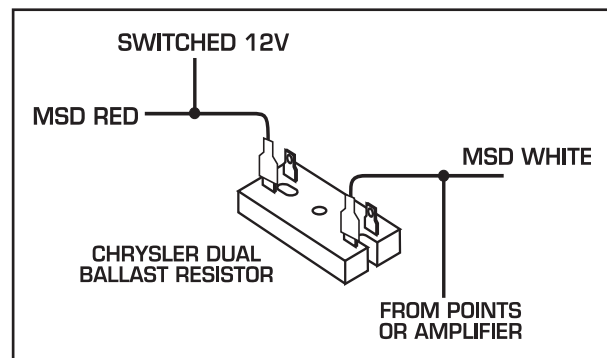 SWITCHED 12V
MSD RED
MSD WHITE
CHRYSLER DUAL
BALLAST RESISTOR
FROM POINTS
OR AMPLIFIER